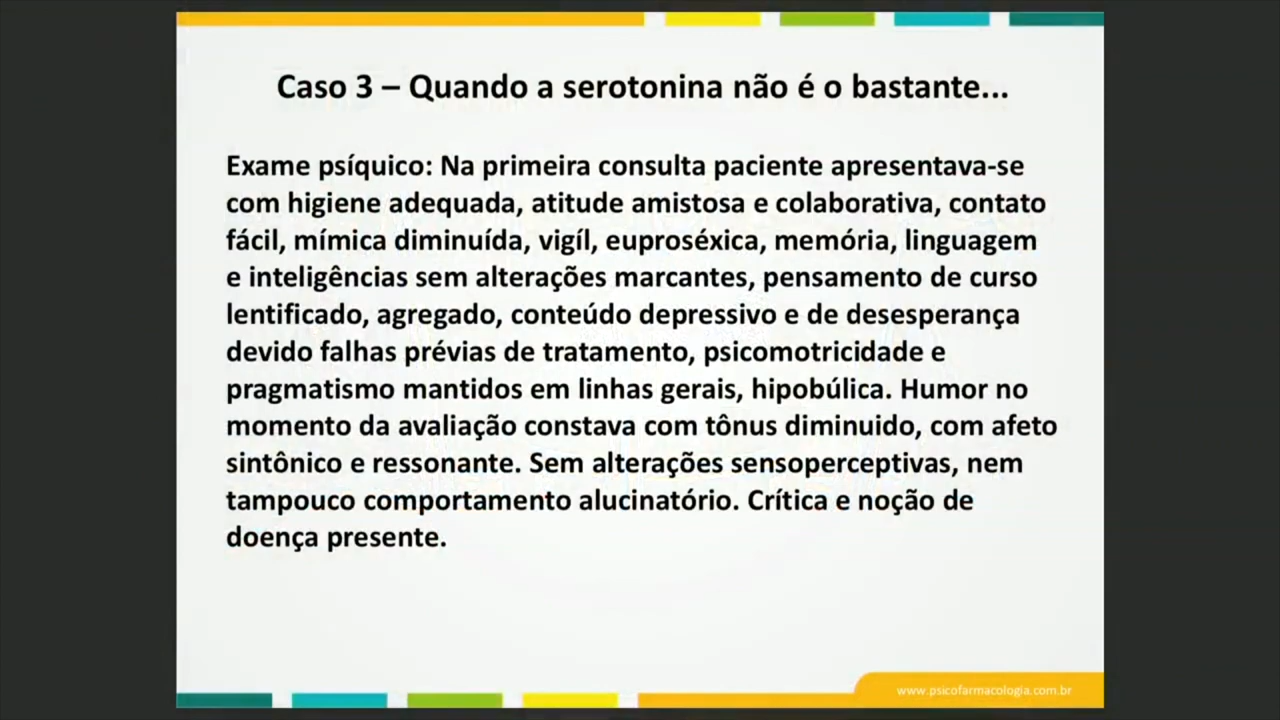 Caso 3 – Quando a serotonina não é o bastante...
Exame psíquico: Na primeira consulta paciente apresentava-se
com higiene adequada, atitude amistosa e colaborativa, contato
fácil, mímica diminuída, vigíl, euproséxica, memória, linguagem
e inteligências sem alterações marcantes, pensamento de curso
lentificado, agregado, conteúdo depressivo e de desesperança
devido falhas prévias de tratamento, psicomotricidade e
pragmatismo mantidos em linhas gerais, hipobúlica. Humor no
momento da avaliação constava com tônus diminuido, com afeto
sintônico e ressonante. Sem alterações sensoperceptivas, nem
tampouco comportamento alucinatório. Crítica e noção de
doença presente.
www.psicofarmacologia.com.br